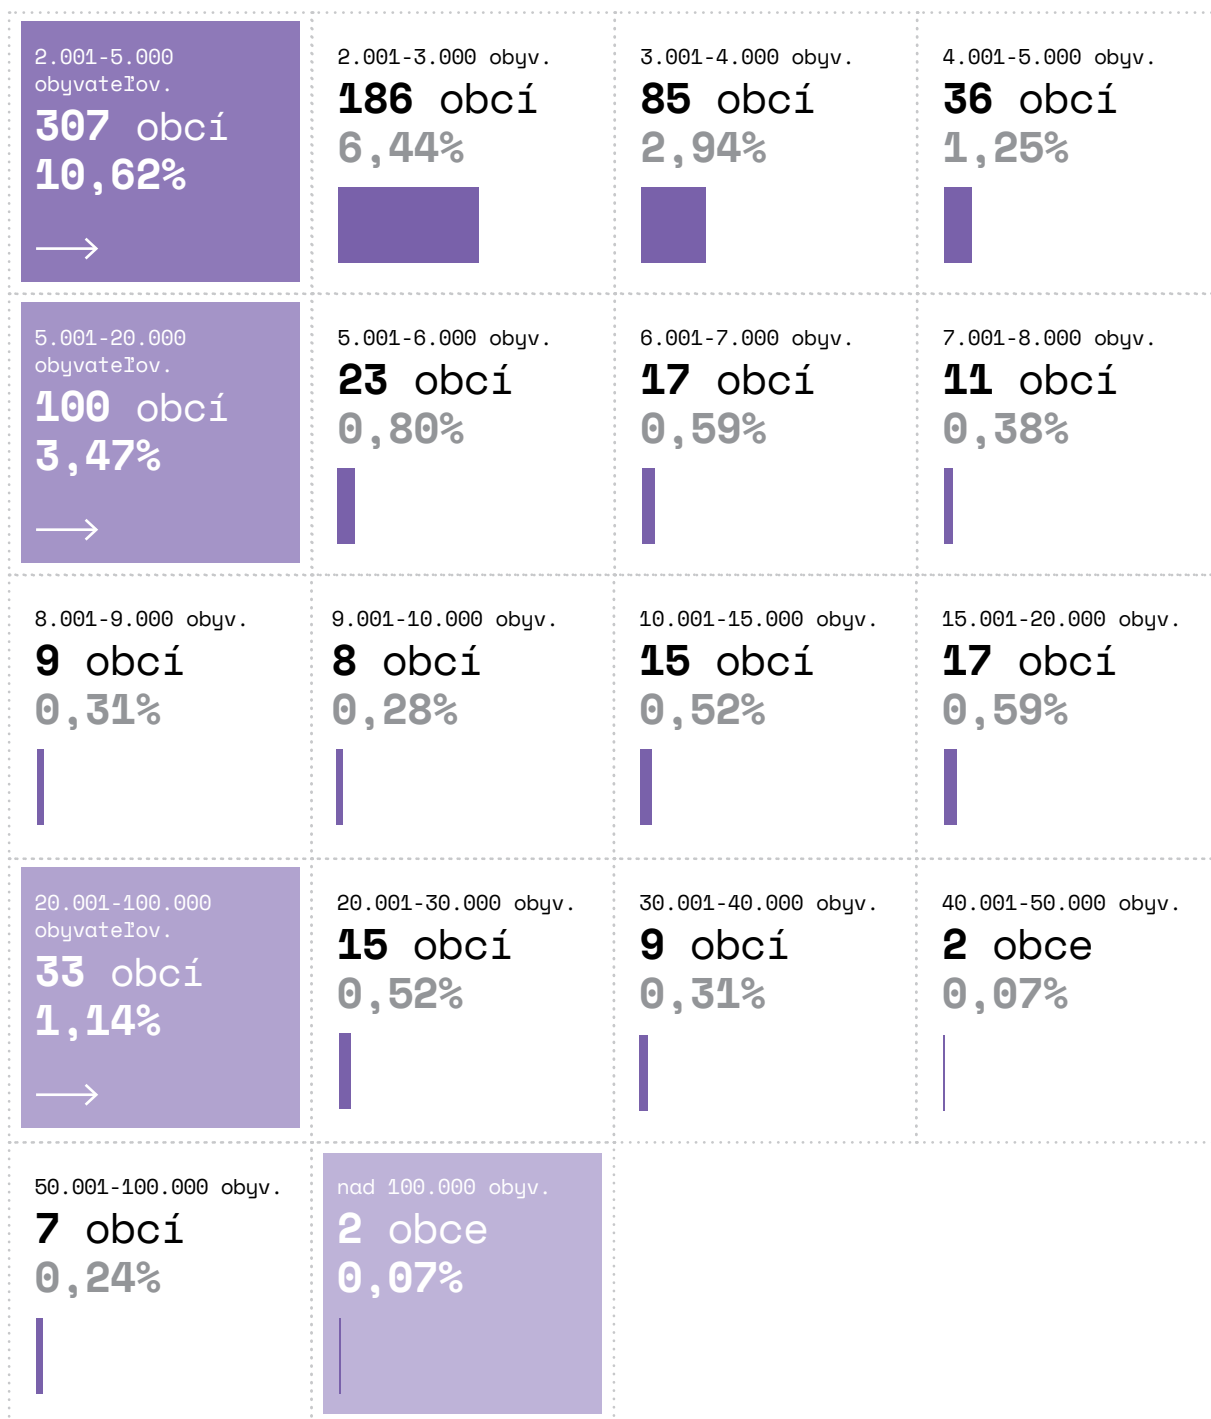 2.001-5.000
obyvateľov.
307 obcí
10,62%
2.001-3.000 obyv.
186 obcí
6,44%
3.001-4.000 obyv.
85 obcí
2,94%
4.001-5.000 obyv.
36 obcí
1,25%
5.001-20.000
obyvateľov.
100 obcí
3,47%
5.001-6.000 obyv.
23 obcí
0,80%
6.001-7.000 obyv.
17 obcí
0,59%
7.001-8.000 obyv.
11 obcí
0,38%
8.001-9.000 obyv.
9 obcí
0,31%
9.001-10.000 obyv.
8 obcí
0,28%
10.001-15.000 obyv.
15 obcí
0,52%
15.001-20.000 obyv.
17 obcí
0,59%
20.001-100.000
obyvateľov.
33 obcí
1,14%
20.001-30.000 obyv.
15 obcí
0,52%
30.001-40.000 obyv.
9 obcí
0,31%
40.001-50.000 obyv.
2 obce
0,07%
50.001-100.000 obyv.
7 obcí
0,24%
nad 100.000 obyv.
2 obce
0,07%